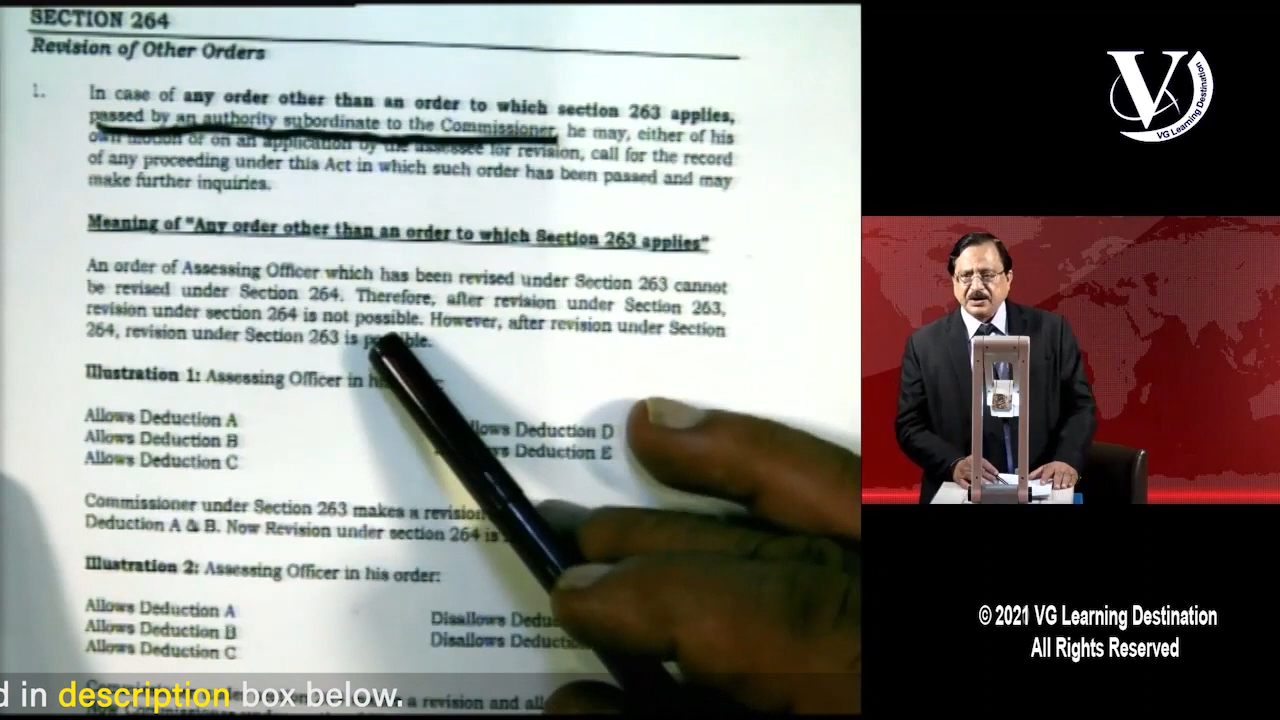 SECTION 264
Revision of Other Orders
1. In case of any order other than an order to which section 263 applies,
passed by an authority subordinate to the Commissioner, he may, either of his
own motion or on an application by the assessee for revision, call for the record
of any proceeding under this Act in which such order has been passed and may
make further inquiries.
Meaning of "Any order other than an order to which Section 263 applies"
An order of Assessing Officer which has been revised under Section 263 cannot
be revised under Section 264. Therefore, after revision under Section 263,
revision under section 264 is not possible. However, after revision under Section
264, revision under Section 263 is possible.
Illustration 1: Assessing Officer in his
Allows Deduction A
Allows Deduction B
Allows Deduction C
Deduction D
Deduction E
Commissioner under Section 263 makes a revision
Deduction A & B. Now Revision under section 264 is
Illustration 2: Assessing Officer in his order:
Allows Deduction A
Allows Deduction B
Allows Deduction C
Disallows
Disallows
a revision and
d in description box below.
V
VG Learning Destination
© 2021 VG Learning Destination
All Rights Reserved